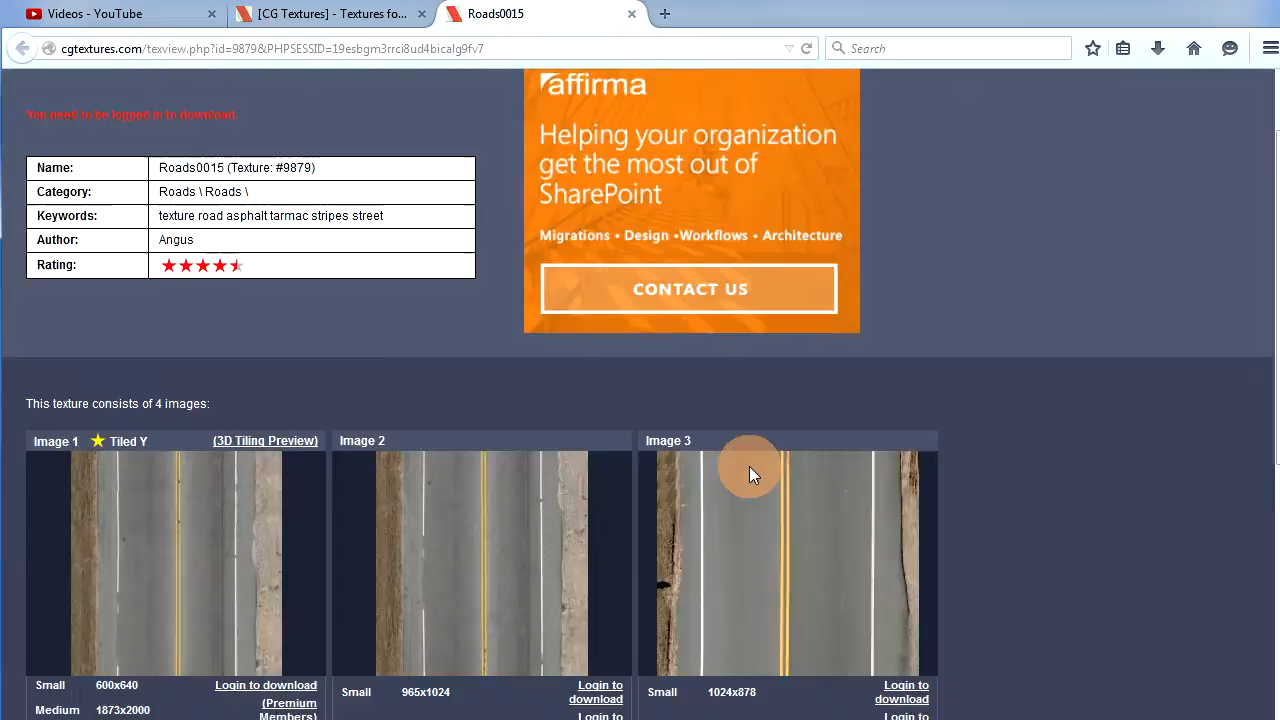 Videos - YouTube
[CG Textures] - Textures fo...
Roads0015
cgtextures.com/texview.php?id=9879&PHPSESSID=19esbgm3rrci8ud4bicalg9fv7
Search
You need to be logged in to download.
Name: Roads0015 (Texture: #9879)
Category: Roads \ Roads \
Keywords: texture road asphalt tarmac stripes street
Author: Angus
Rating:
affirma
Helping your organization
get the most out of
SharePoint
Migrations • Design •Workflows • Architecture
CONTACT US
This texture consists of 4 images:
Image 1 Tiled Y (3D Tiling Preview)
Image 2
Image 3
Small 600x640 Login to download
Medium 1873x2000 (Premium
Members)
Small 965x1024 Login to
download
Login to
Small 1024x878 Login to
download
Login to